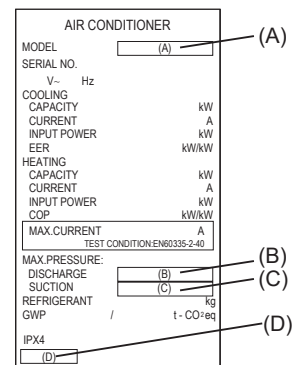 AIR CONDITIONER
MODEL (A) (A)
SERIAL NO.
V~ Hz
COOLING
CAPACITY kW
CURRENT A
INPUT POWER kW
EER kW/kW
HEATING
CAPACITY kW
CURRENT A
INPUT POWER kW
COP kW/kW
MAX.CURRENT A
TEST CONDITION:EN60335-2-40
MAX.PRESSURE:
DISCHARGE (B) (B)
SUCTION (C) (C)
REFRIGERANT kg
GWP / t - CO2eq
IPX4
(D) (D)